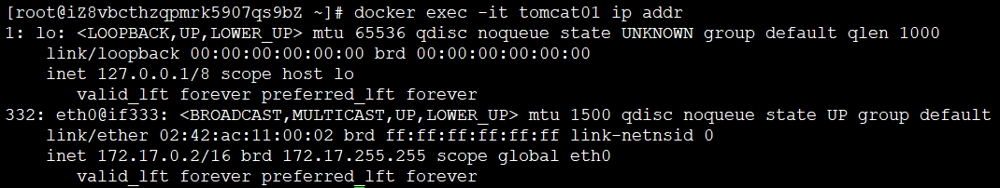 [root@iZ8vbcthzqpmrk5907qs9bZ ~]# docker exec -it tomcat01 ip addr
1: lo: <LOOPBACK,UP,LOWER_UP> mtu 65536 qdisc noqueue state UNKNOWN group default qlen 1000
    link/loopback 00:00:00:00:00:00 brd 00:00:00:00:00:00
    inet 127.0.0.1/8 scope host lo
       valid_lft forever preferred_lft forever
332: eth0@if333: <BROADCAST,MULTICAST,UP,LOWER_UP> mtu 1500 qdisc noqueue state UP group default
    link/ether 02:42:ac:11:00:02 brd ff:ff:ff:ff:ff:ff link-netnsid 0
    inet 172.17.0.2/16 brd 172.17.255.255 scope global eth0
       valid_lft forever preferred_lft forever